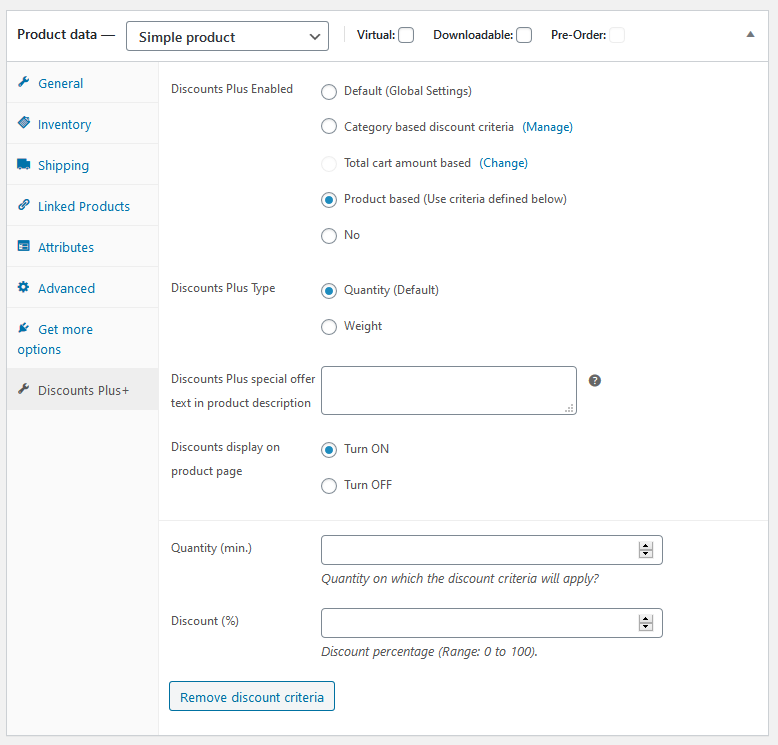 Product data — Simple product Virtual: Downloadable: Pre-Order:
General
Inventory
Shipping
Linked Products
Attributes
Advanced
Get more
options
Discounts Plus+
Discounts Plus Enabled
Default (Global Settings)
Category based discount criteria (Manage)
Total cart amount based (Change)
Product based (Use criteria defined below)
No
Discounts Plus Type
Quantity (Default)
Weight
Discounts Plus special offer
text in product description
?
Discounts display on
product page
Turn ON
Turn OFF
Quantity (min.)
Quantity on which the discount criteria will apply?
Discount (%)
Discount percentage (Range: 0 to 100).
Remove discount criteria